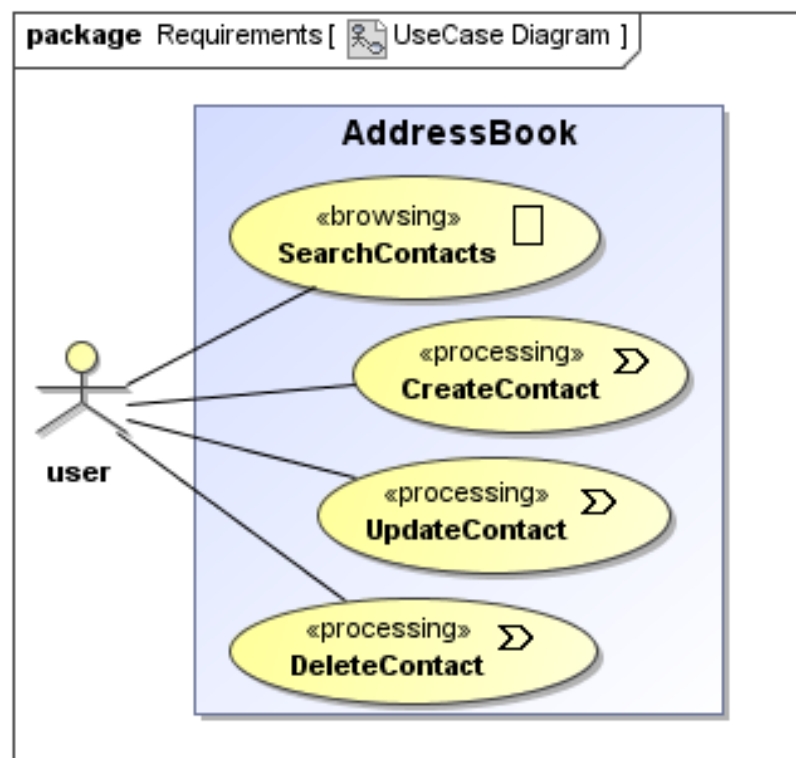 package Requirements [ UseCase Diagram ]
AddressBook
«browsing»
SearchContacts
«processing»
CreateContact
user
«processing»
UpdateContact
«processing»
DeleteContact